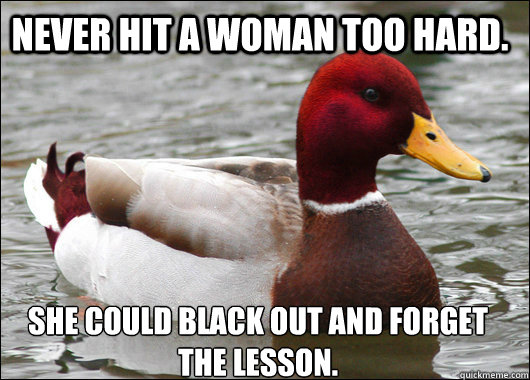 NEVER HIT A WOMAN TOO HARD.
SHE COULD BLACK OUT AND FORGET
THE LESSON.
quickmeme.com